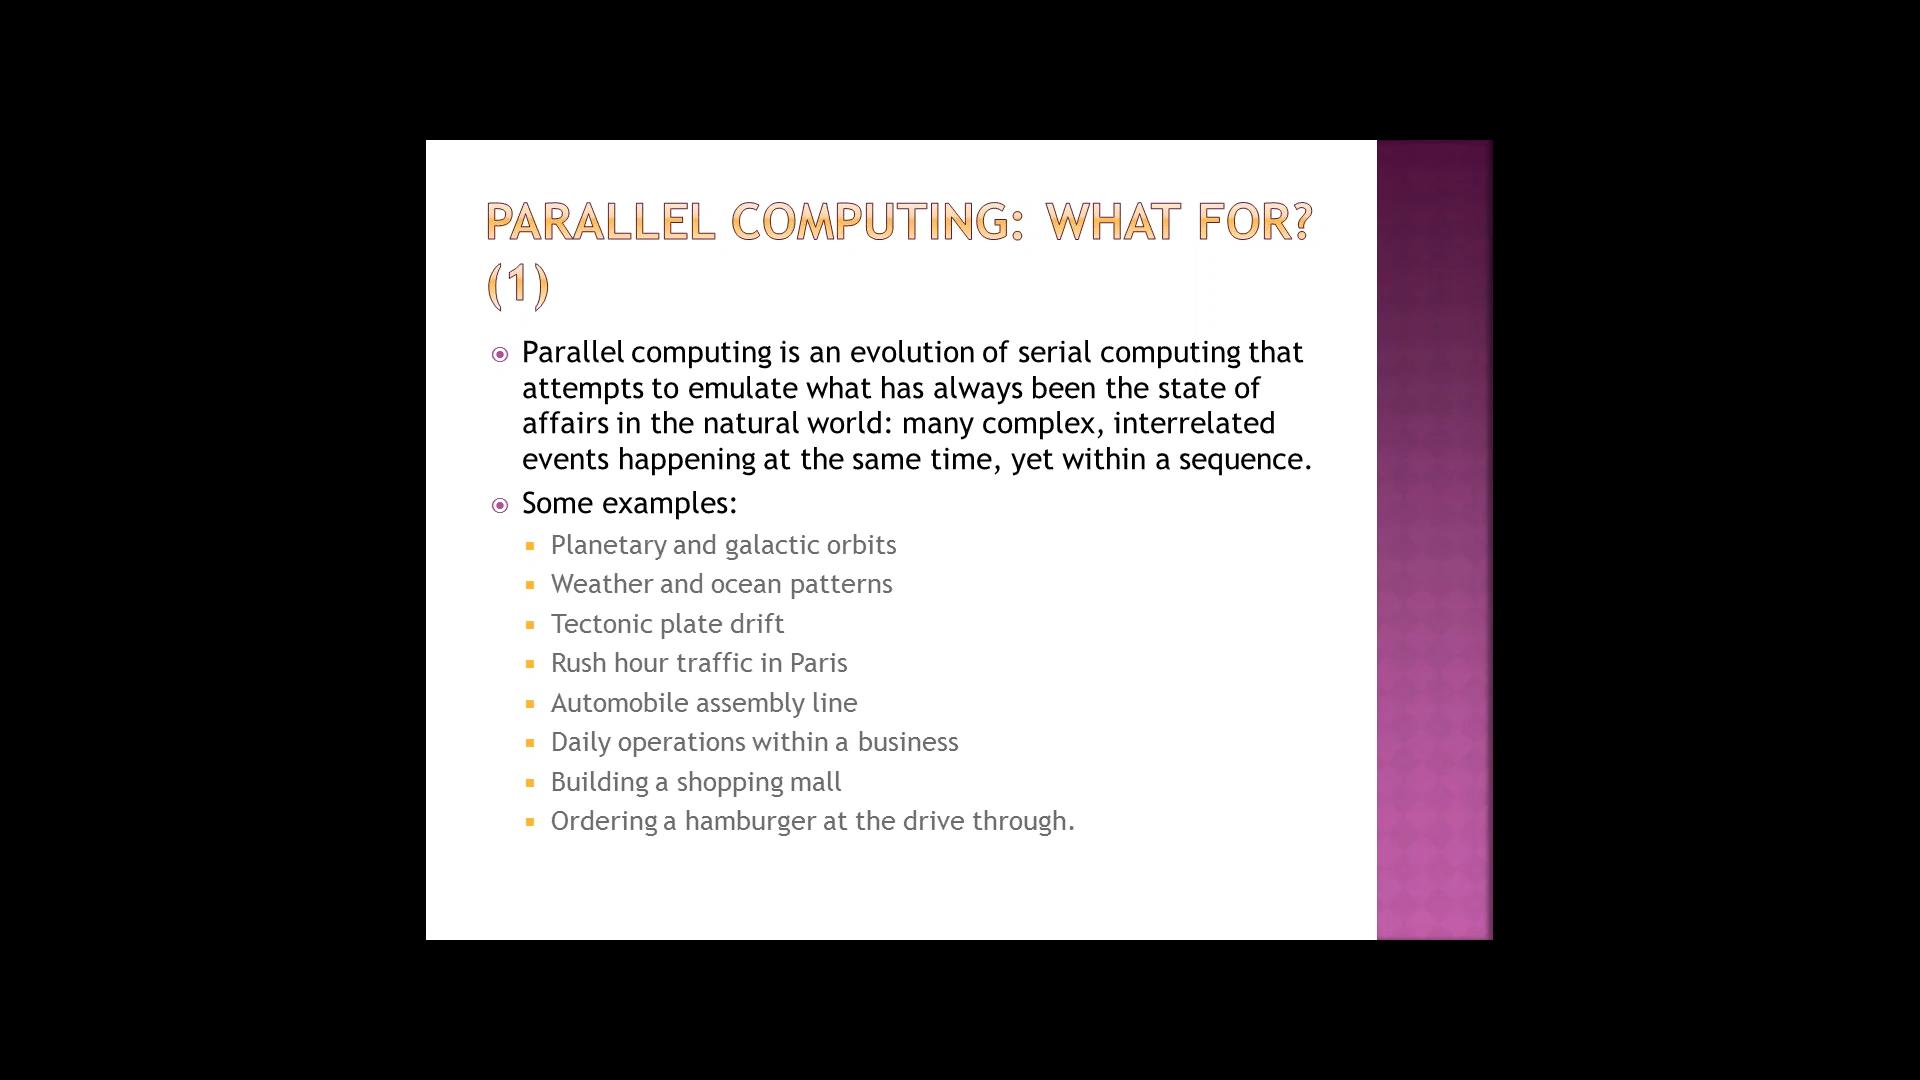 PARALLEL COMPUTING: WHAT FOR?
(1)
Parallel computing is an evolution of serial computing that
attempts to emulate what has always been the state of
affairs in the natural world: many complex, interrelated
events happening at the same time, yet within a sequence.
Some examples:
Planetary and galactic orbits
Weather and ocean patterns
Tectonic plate drift
Rush hour traffic in Paris
Automobile assembly line
Daily operations within a business
Building a shopping mall
Ordering a hamburger at the drive through.